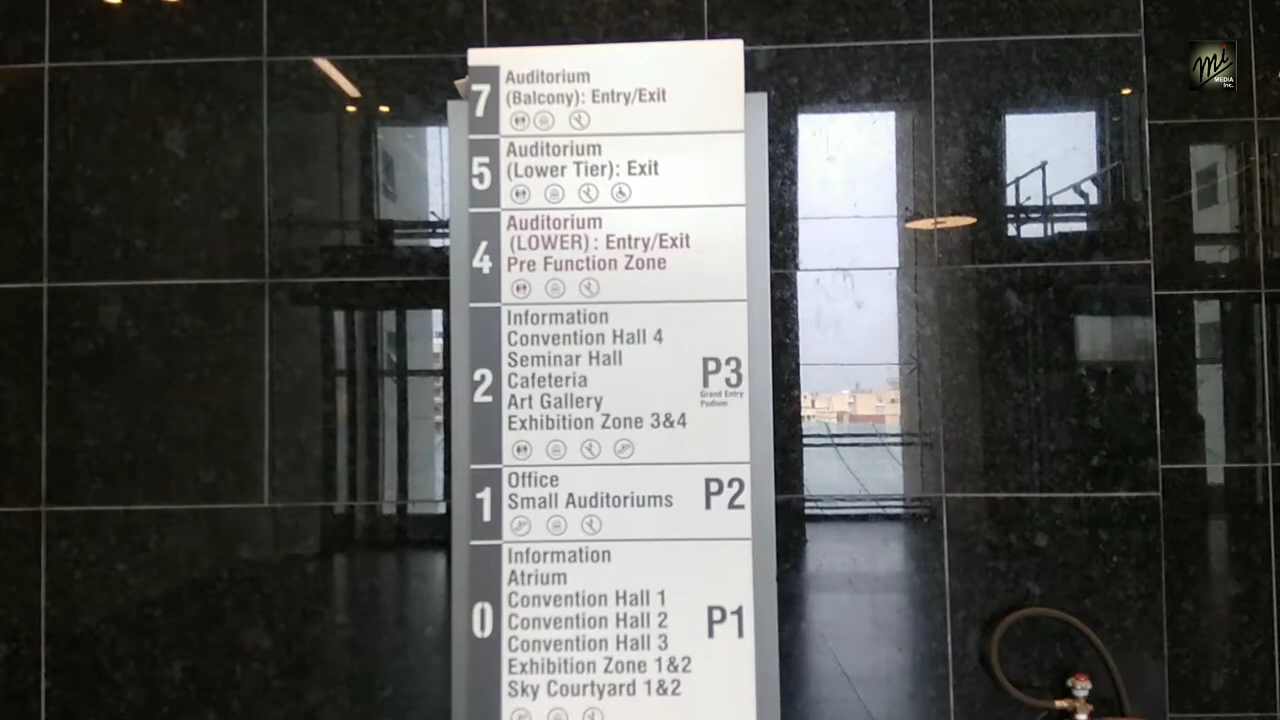 mi
MEDIA
Inc.
7
Auditorium
(Balcony): Entry/Exit
5
Auditorium
(Lower Tier): Exit
4
Auditorium
(LOWER): Entry/Exit
Pre Function Zone
2
Information
Convention Hall 4
Seminar Hall
Cafeteria
Art Gallery
Exhibition Zone 3&4
P3
Grand Entry
Podium
1
Office
Small Auditoriums
P2
0
Information
Atrium
Convention Hall 1
Convention Hall 2
Convention Hall 3
Exhibition Zone 1&2
Sky Courtyard 1&2
P1